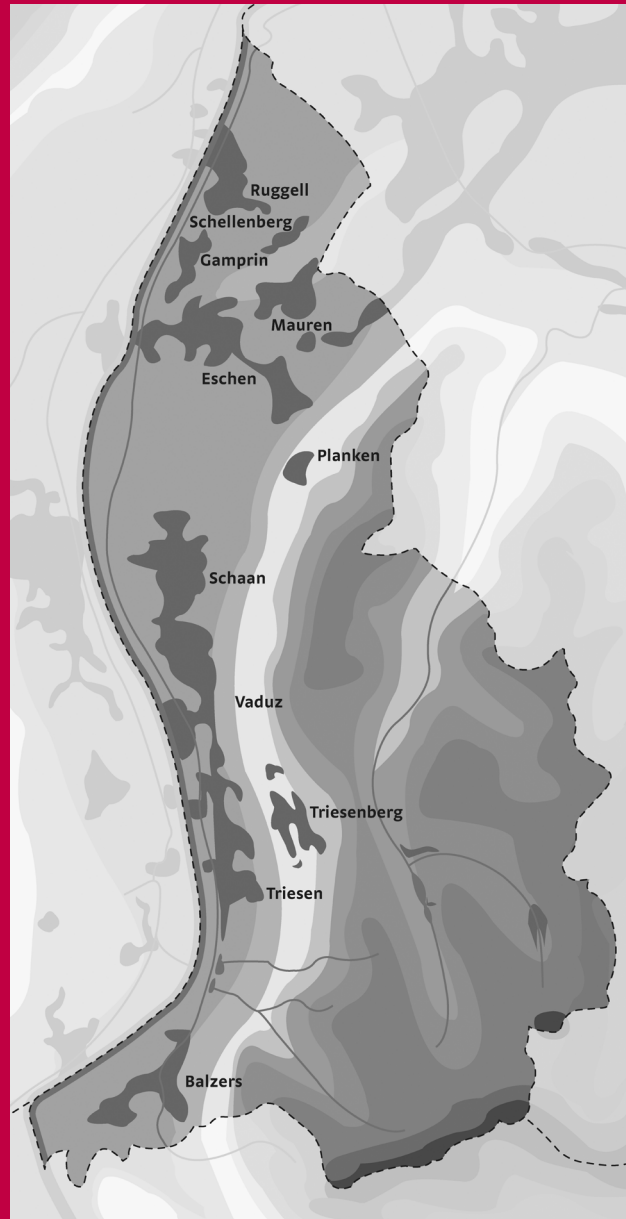 Ruggell
Schellenberg
Gamprin
Mauren
Eschen
Planken
Schaan
Vaduz
Triesenberg
Triesen
Balzers